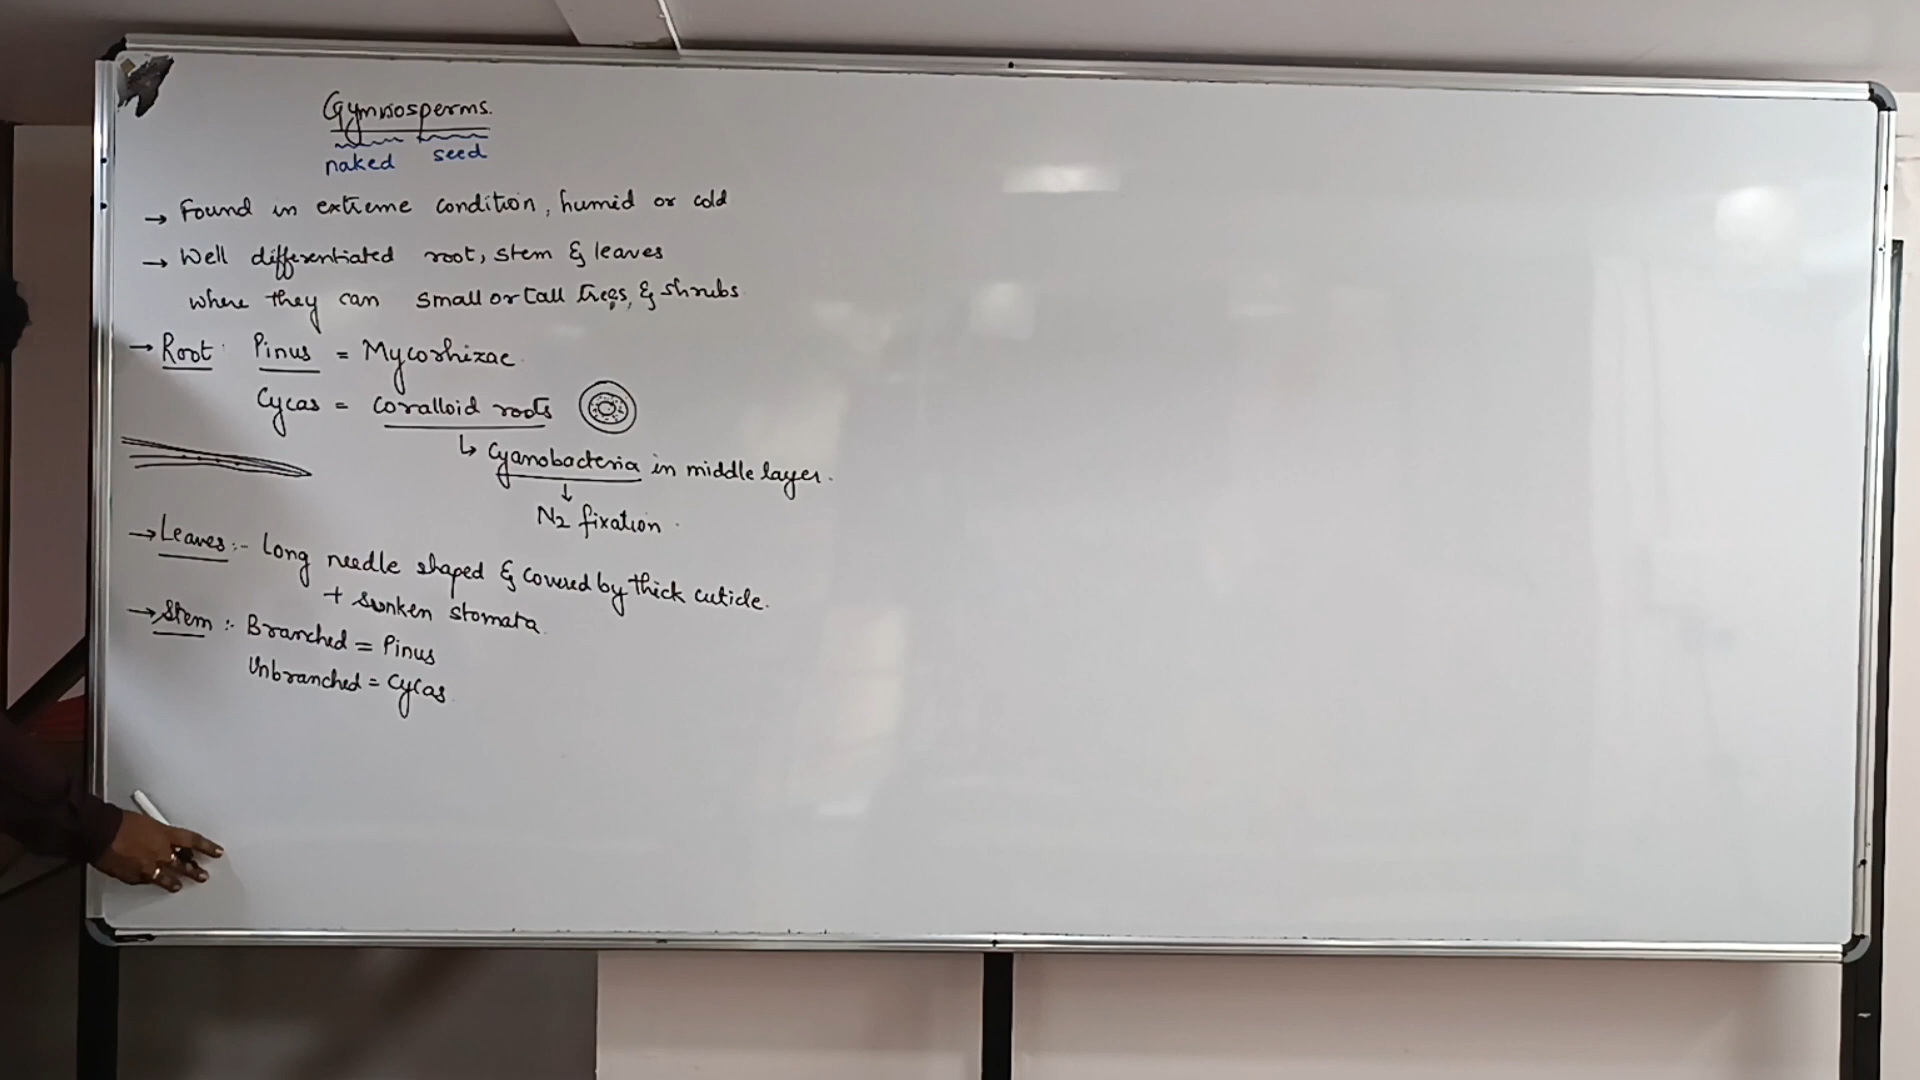 Gymnosperms.
naked seed
→ Found in extreme condition, humid or cold
→ Well differentiated root, stem & leaves
where they can small or tall trees, & shrubs
→ Root: Pinus = Mycorhizae.
Cycas = coralloid roots
↳ Cyanobacteria in middle layer.
↓
N2 fixation.
→ Leaves:- Long needle shaped & covered by thick cuticle.
+ sunken stomata.
→ Stem:- Branched = Pinus
Unbranched = Cycas.